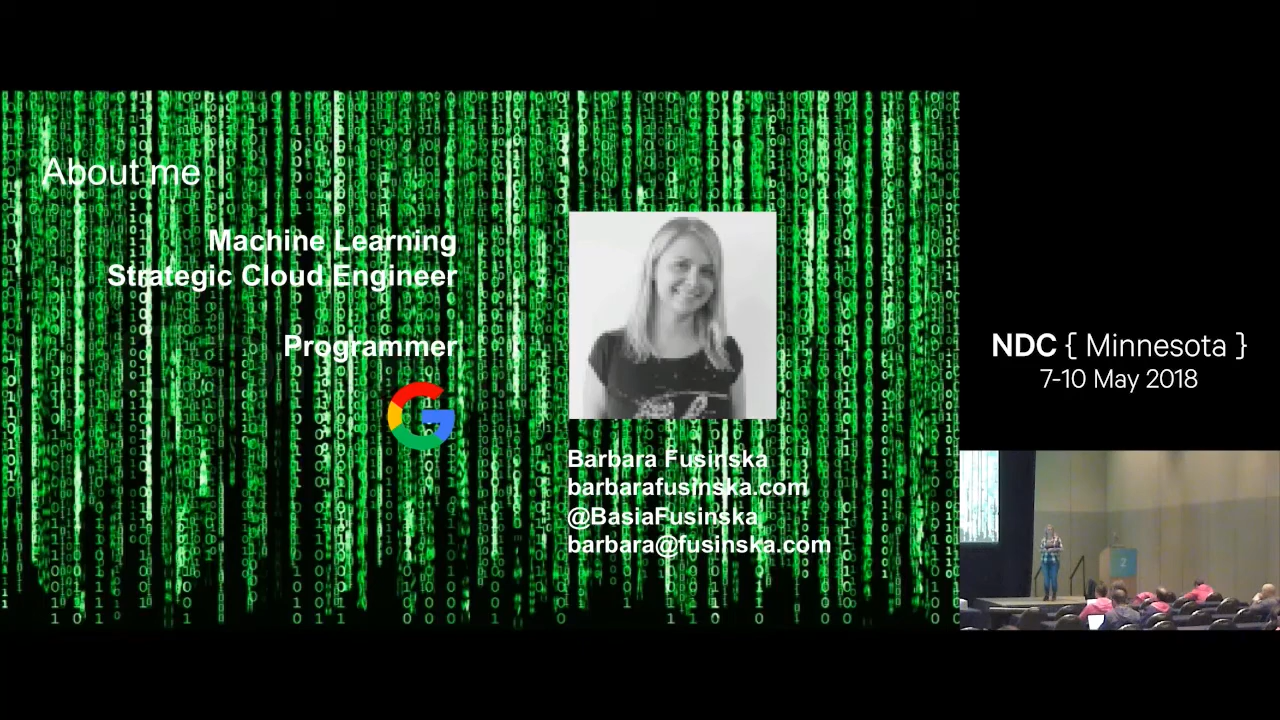 About me
Machine Learning
Strategic Cloud Engineer
Programmer
Barbara Fusinska
barbarafusinska.com
@BasiaFusinska
barbara@fusinska.com
NDC { Minnesota }
7-10 May 2018
2